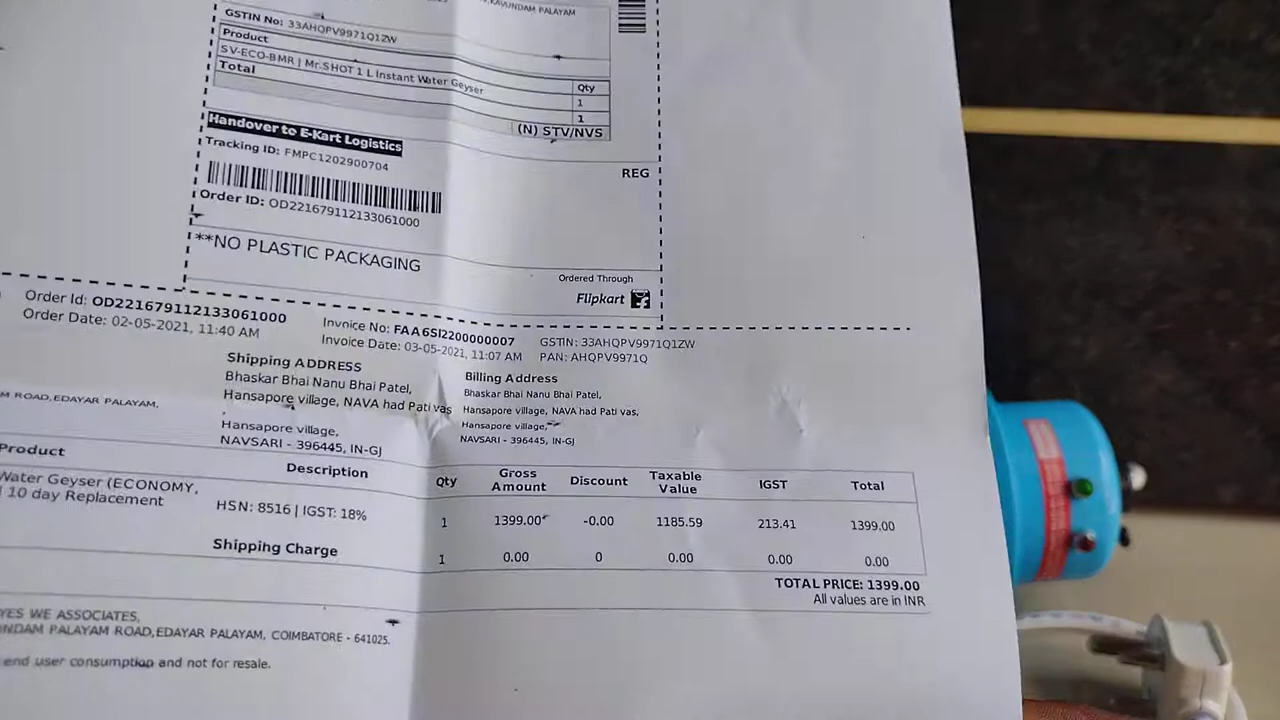 KAVUNDAM PALAYAM
GSTIN No: 33AHQPV9971Q1ZW
Product
Qty
SV-ECO-BMR | Mr.SHOT 1 L Instant Water Geyser
1
Total
1
(N) STV/NVS
Handover to E-Kart Logistics
Tracking ID: FMPC1202900704
REG
Order ID: OD221679112133061000
**NO PLASTIC PACKAGING
Ordered Through
Flipkart
Order Id: OD221679112133061000
Order Date: 02-05-2021, 11:40 AM
Invoice No: FAA6SI2200000007
Invoice Date: 03-05-2021, 11:07 AM
GSTIN: 33AHQPV9971Q1ZW
PAN: AHQPV9971Q
Shipping ADDRESS
Bhaskar Bhai Nanu Bhai Patel,
Hansapore village, NAVA had Pati vas
,
Hansapore village,
NAVSARI - 396445, IN-GJ
Billing Address
Bhaskar Bhai Nanu Bhai Patel,
Hansapore village, NAVA had Pati vas,
Hansapore village,
NAVSARI - 396445, IN-GJ
M ROAD,EDAYAR PALAYAM,
Product Description Qty Gross Amount Discount Taxable Value IGST Total
Water Geyser (ECONOMY,
10 day Replacement
HSN: 8516 | IGST: 18% 1 1399.00 -0.00 1185.59 213.41 1399.00
Shipping Charge 1 0.00 0 0.00 0.00 0.00
TOTAL PRICE: 1399.00
All values are in INR
YES WE ASSOCIATES,
NDAM PALAYAM ROAD,EDAYAR PALAYAM, COIMBATORE - 641025.
end user consumption and not for resale.